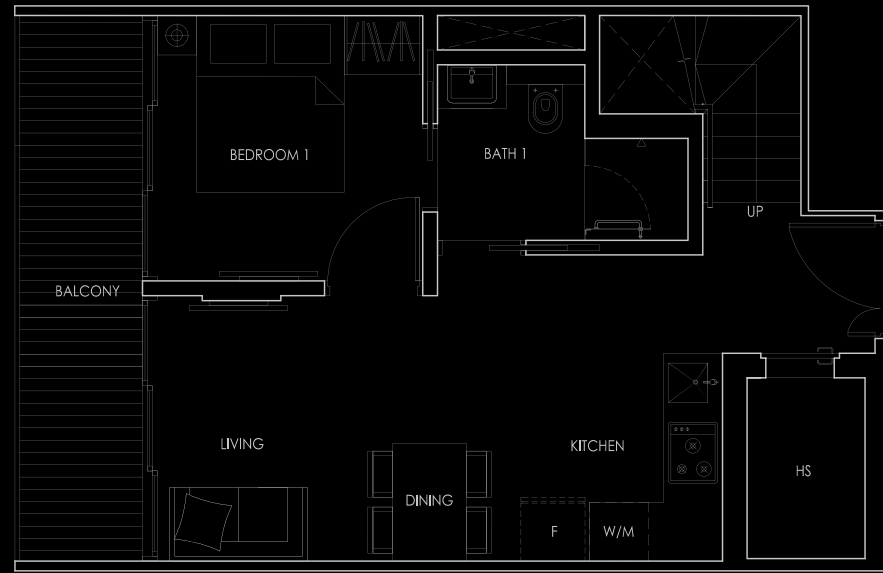 BEDROOM 1
BATH 1
UP
BALCONY
LIVING
KITCHEN
HS
DINING
F
W/M